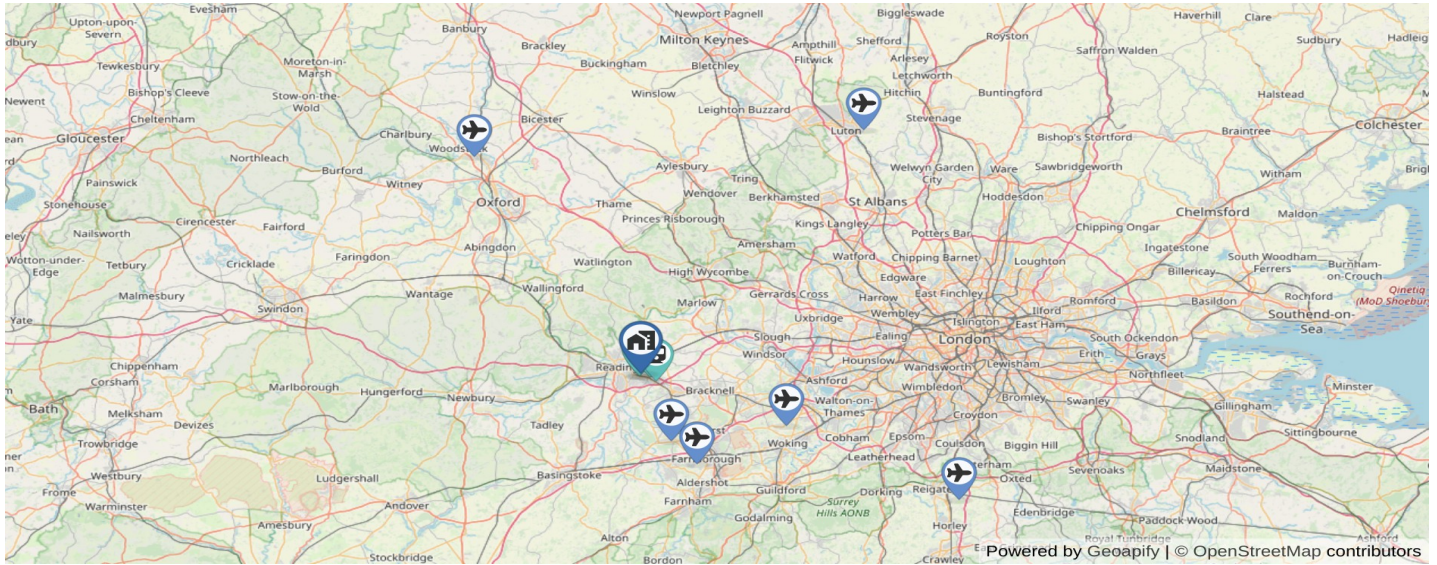 Evesham
Newport Pagnell
Biggleswade
Haverhill
Clare
Upton-upon-
Severn
Banbury
Brackley
Milton Keynes
Ampthill
Flitwick
Shefford
Arlesey
Royston
Saffron Walden
Sudbury
Tewkesbury
Moreton-in-
Marsh
Buckingham
Bletchley
Letchworth
Hitchin
Newent
Bishop's Cleeve
Cheltenham
Stow-on-the-
Wold
Winslow
Leighton Buzzard
Buntingford
Halstead
Gloucester
Charlbury
Bicester
Luton
Stevenage
Bishop's Stortford
Braintree
Colchester
Northleach
Burford
Witney
Aylesbury
Tring
Wendover
Berkhamsted
Welwyn Garden
City
Ware
Hoddesdon
Sawbridgeworth
Witham
Painswick
Stonehouse
Nailsworth
Cirencester
Fairford
Oxford
Thame
Princes Risborough
Kings Langley
St Albans
Potters Bar
Chelmsford
Maldon
Chipping Ongar
Wotton-under-
Edge
Tetbury
Cricklade
Faringdon
Abingdon
Watlington
Amersham
Watford
Chipping Barnet
Loughton
Ingatestone
Billericay
South Woodham
Ferrers
Burnham-
on-Crouch
Malmesbury
Swindon
Wantage
Wallingford
High Wycombe
Marlow
Gerrards Cross
Edgware
Harrow
East Finchley
Romford
Basildon
Rochford
Southend-on-
Sea
Qinetiq
Yate
Uxbridge
Wembley
Ealing
Islington
Ilford
East Ham
London
South Ockendon
Grays
Chippenham
Corsham
Marlborough
Hungerford
Newbury
Slough
Windsor
Hounslow
Wandsworth
Wimbledon
Lewisham
Erith
Northfleet
Minster
Bath
Melksham
Devizes
Tadley
Bracknell
Ashford
Walton-on-
Thames
Croydon
Bromley
Swanley
Gillingham
Sittingbourne
Trowbridge
Westbury
Frome
Warminster
Ludgershall
Amesbury
Andover
Basingstoke
Woking
Cobham
Epsom
Leatherhead
Coulsdon
Biggin Hill
Sevenoaks
Snodland
Maidstone
Aldershot
Farnham
Guildford
Godalming
Dorking
Surrey
Hills AONB
Oxted
Edenbridge
Paddock Wood
Stockbridge
Alton
Bordon
Horley
Crawley
Royal Tunbridge
Ashford
Powered by Geoapify | © OpenStreetMap contributors